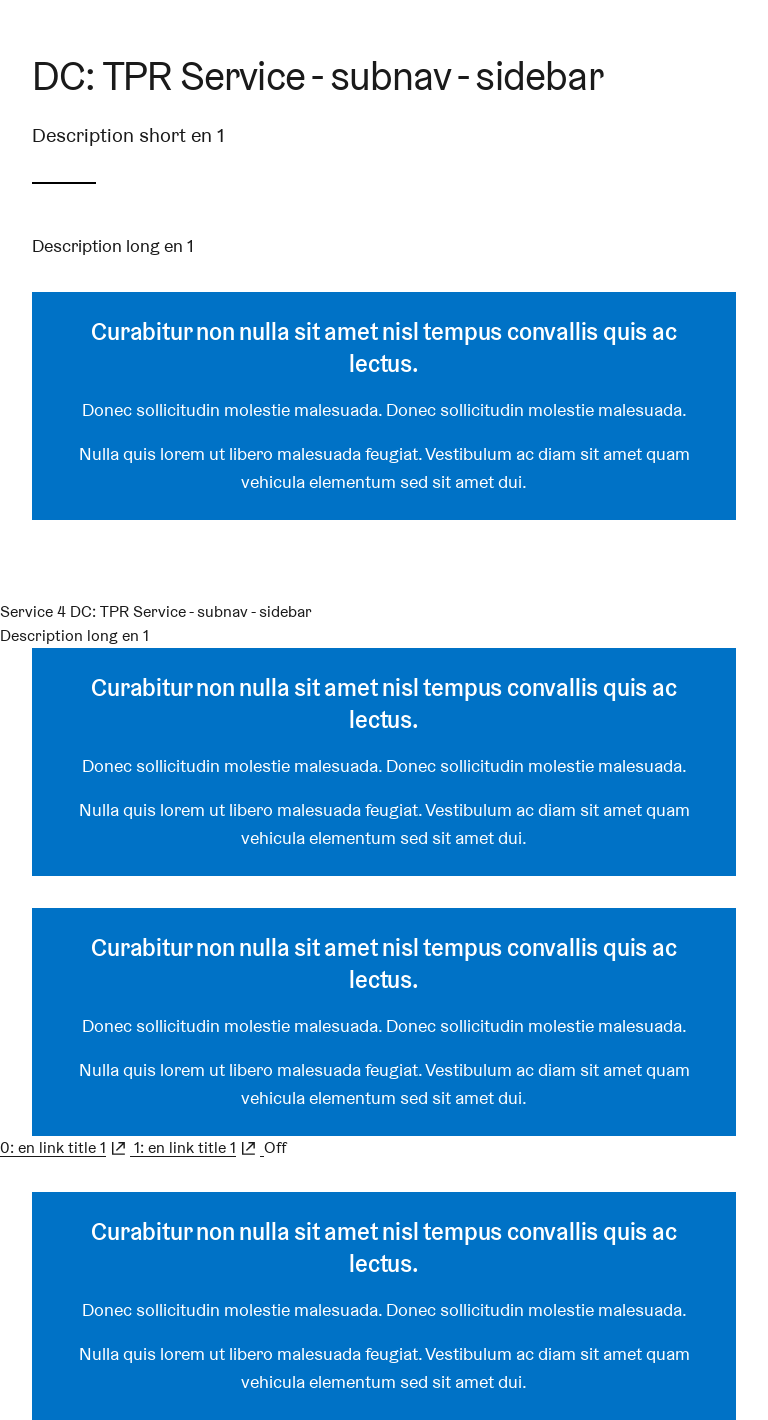 DC: TPR Service - subnav - sidebar
Description short en 1
Description long en 1
Curabitur non nulla sit amet nisl tempus convallis quis ac
lectus.
Donec sollicitudin molestie malesuada. Donec sollicitudin molestie malesuada.
Nulla quis lorem ut libero malesuada feugiat. Vestibulum ac diam sit amet quam
vehicula elementum sed sit amet dui.
Service 4 DC: TPR Service - subnav - sidebar
Description long en 1
Curabitur non nulla sit amet nisl tempus convallis quis ac
lectus.
Donec sollicitudin molestie malesuada. Donec sollicitudin molestie malesuada.
Nulla quis lorem ut libero malesuada feugiat. Vestibulum ac diam sit amet quam
vehicula elementum sed sit amet dui.
Curabitur non nulla sit amet nisl tempus convallis quis ac
lectus.
Donec sollicitudin molestie malesuada. Donec sollicitudin molestie malesuada.
Nulla quis lorem ut libero malesuada feugiat. Vestibulum ac diam sit amet quam
vehicula elementum sed sit amet dui.
0: en link title 1 1: en link title 1 Off
Curabitur non nulla sit amet nisl tempus convallis quis ac
lectus.
Donec sollicitudin molestie malesuada. Donec sollicitudin molestie malesuada.
Nulla quis lorem ut libero malesuada feugiat. Vestibulum ac diam sit amet quam
vehicula elementum sed sit amet dui.